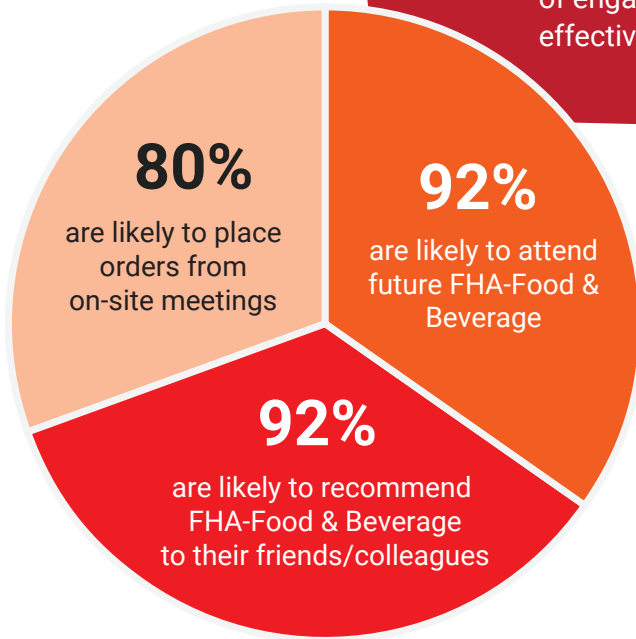 effectiv
80%
are likely to place
orders from
on-site meetings
92%
are likely to attend
future FHA-Food &
Beverage
92%
are likely to recommend
FHA-Food & Beverage
to their friends/colleagues